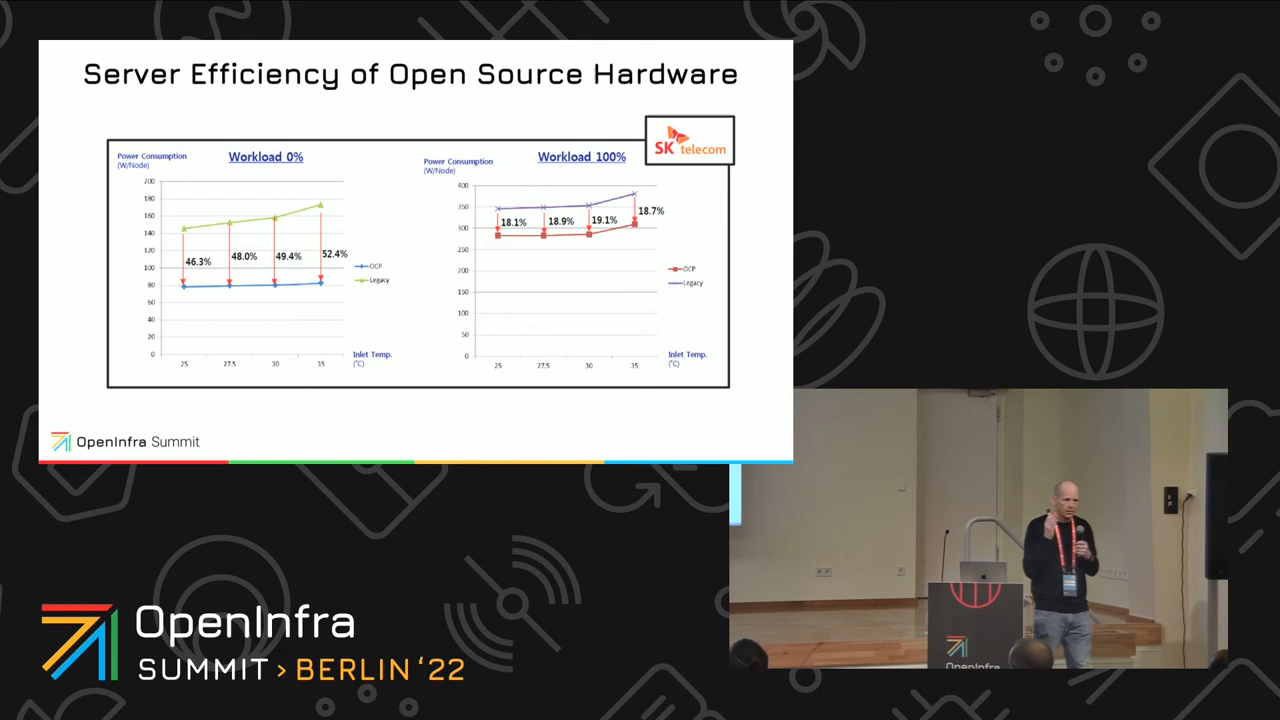 Server Efficiency of Open Source Hardware
SK telecom
Power Consumption
(W/Node)
Workload 0%
200
180
160
140
120
100
80
60
40
20
0
46.3%
48.0%
49.4%
52.4%
OCP
Legacy
25
27.5
30
35
Inlet Temp.
(℃)
Power Consumption
(W/Node)
Workload 100%
400
350
300
250
200
150
100
50
0
18.1%
18.9%
19.1%
18.7%
OCP
Legacy
25
27.5
30
35
Inlet Temp.
(℃)
OpenInfra Summit
OpenInfra
SUMMIT > BERLIN ‘22
OpenInfra